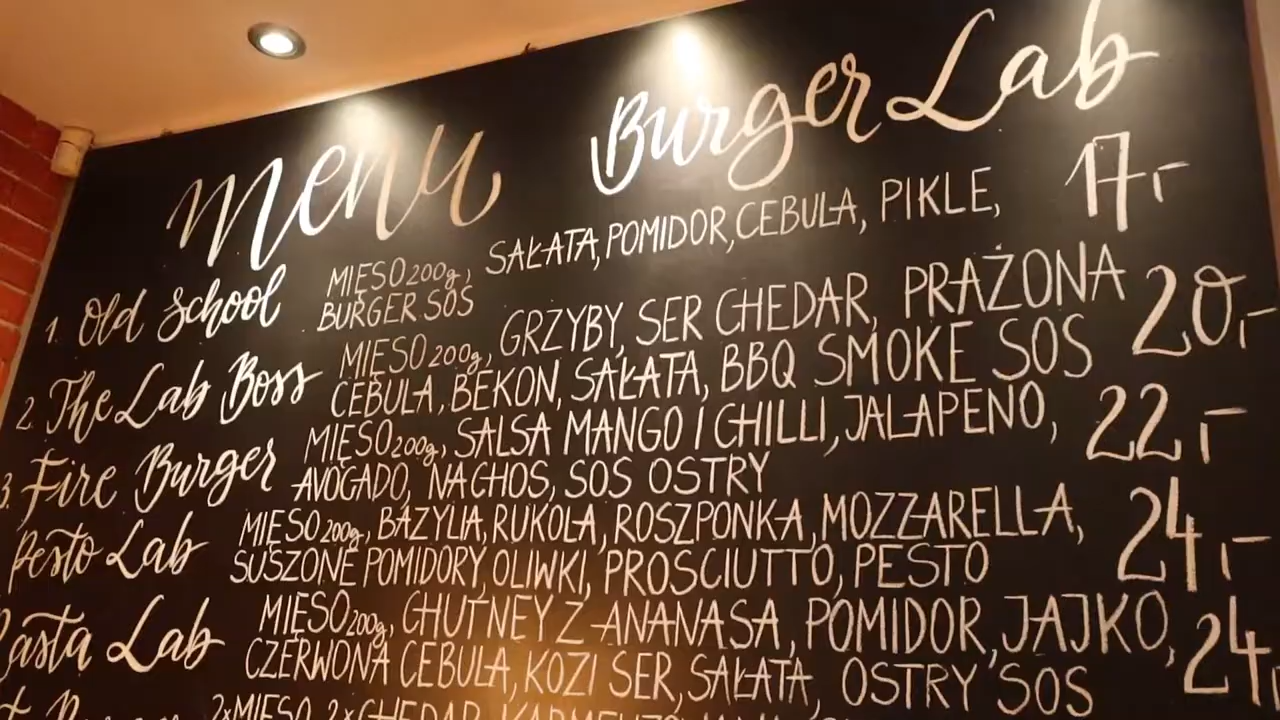 Menu Burger Lab
1. Old School MIĘSO 200g, SAŁATA, POMIDOR, CEBULA, PIKLE, 17,-
BURGER SOS
2. The Lab Boss MIĘSO 200g, GRZYBY, SER CHEDAR, PRAŻONA 20,-
CEBULA, BEKON, SAŁATA, BBQ SMOKE SOS
3. Fire Burger MIĘSO 200g, SALSA MANGO I CHILLI, JALAPENO, 22,-
AVOCADO, NACHOS, SOS OSTRY
Pesto Lab MIĘSO 200g, BAZYLIA, RUKOLA, ROSZPONKA, MOZZARELLA, 24,-
SUSZONE POMIDORY, OLIWKI, PROSCIUTTO, PESTO
Lab MIĘSO 200g, CHUTNEY Z ANANASA, POMIDOR, JAJKO, 24,
CZERWONA CEBULA, KOZI SER, SAŁATA, OSTRY SOS
2xMIĘSO, 2xCHEDAR,